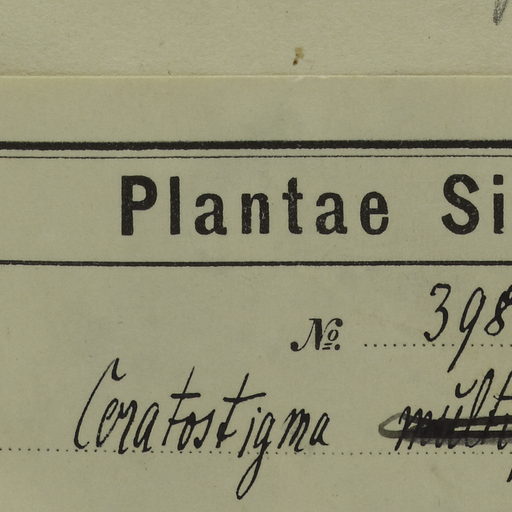 Plantae Si
No. 398
Ceratostigma